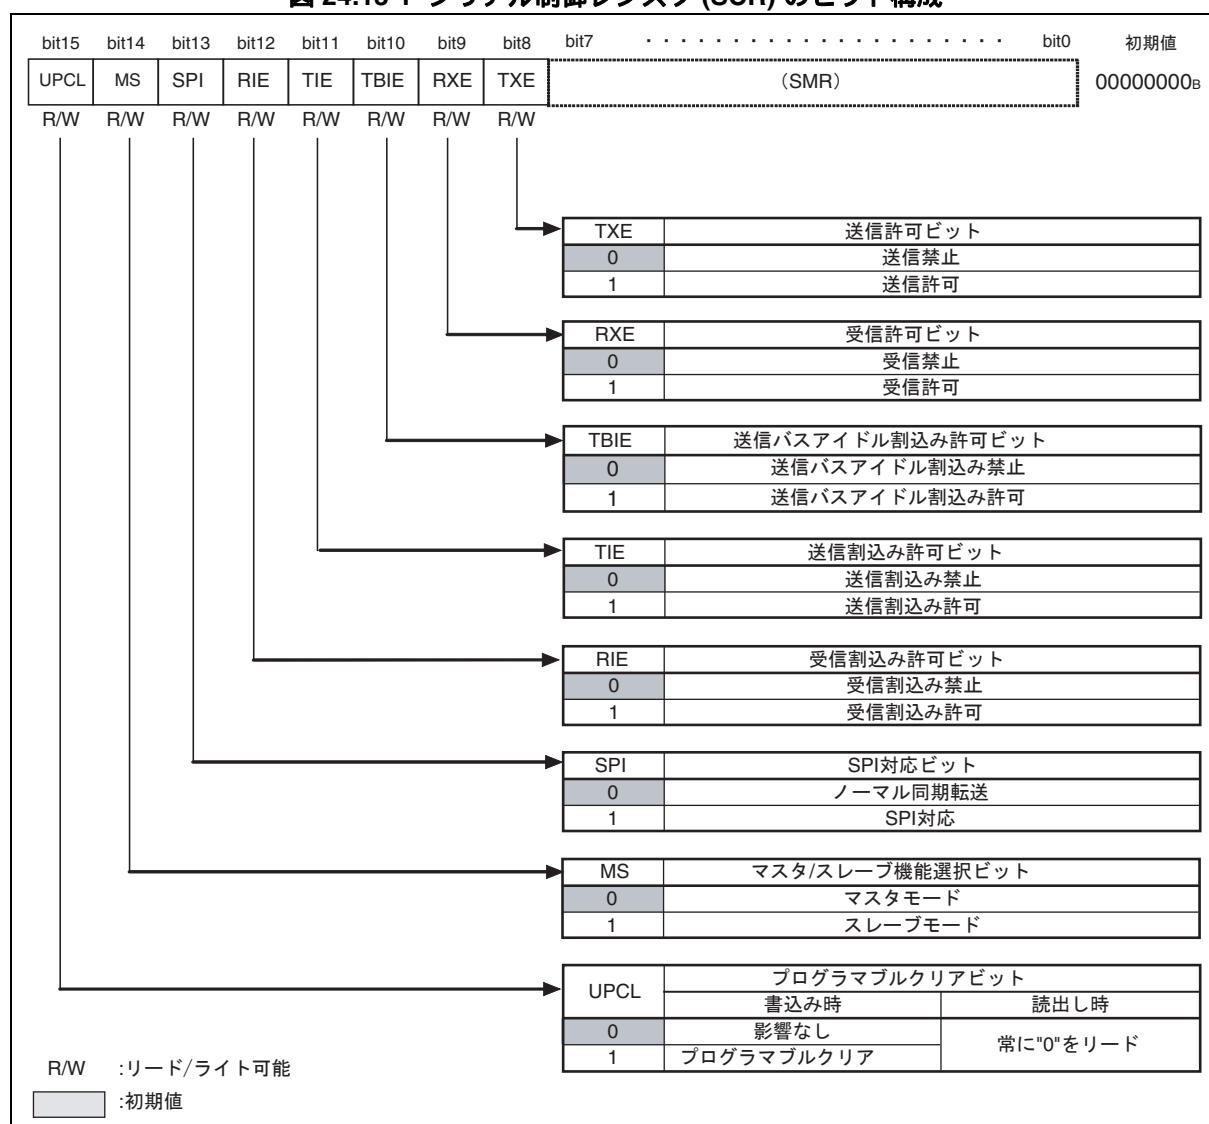 bit15 bit14 bit13 bit12 bit11 bit10 bit9 bit8 bit7 ・・・・・・・・・・・・・・・・・・・・・ bit0 初期値
UPCL MS SPI RIE TIE TBIE RXE TXE （SMR） 00000000B
R/W R/W R/W R/W R/W R/W R/W R/W
TXE 送信許可ビット
0 送信禁止
1 送信許可
RXE 受信許可ビット
0 受信禁止
1 受信許可
TBIE 送信バスアイドル割込み許可ビット
0 送信バスアイドル割込み禁止
1 送信バスアイドル割込み許可
TIE 送信割込み許可ビット
0 送信割込み禁止
1 送信割込み許可
RIE 受信割込み許可ビット
0 受信割込み禁止
1 受信割込み許可
SPI SPI対応ビット
0 ノーマル同期転送
1 SPI対応
MS マスタ/スレーブ機能選択ビット
0 マスタモード
1 スレーブモード
UPCL プログラマブルクリアビット
書込み時 読出し時
0 影響なし 常に"0"をリード
1 プログラマブルクリア
R/W :リード/ライト可能
:初期値